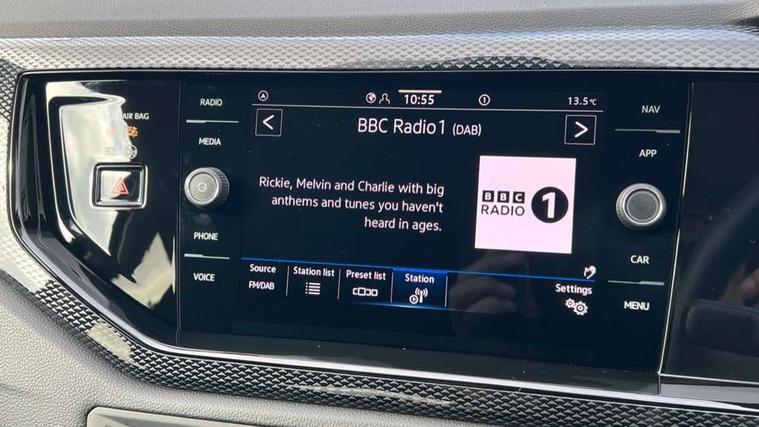 AIR BAG
RADIO
MEDIA
PHONE
VOICE
10:55
1
13.5°C
<
BBC Radio1 (DAB)
>
Rickie, Melvin and Charlie with big
anthems and tunes you haven't
heard in ages.
BBC
RADIO
1
Source
FM/DAB
Station list
Preset list
Station
Settings
NAV
APP
CAR
MENU